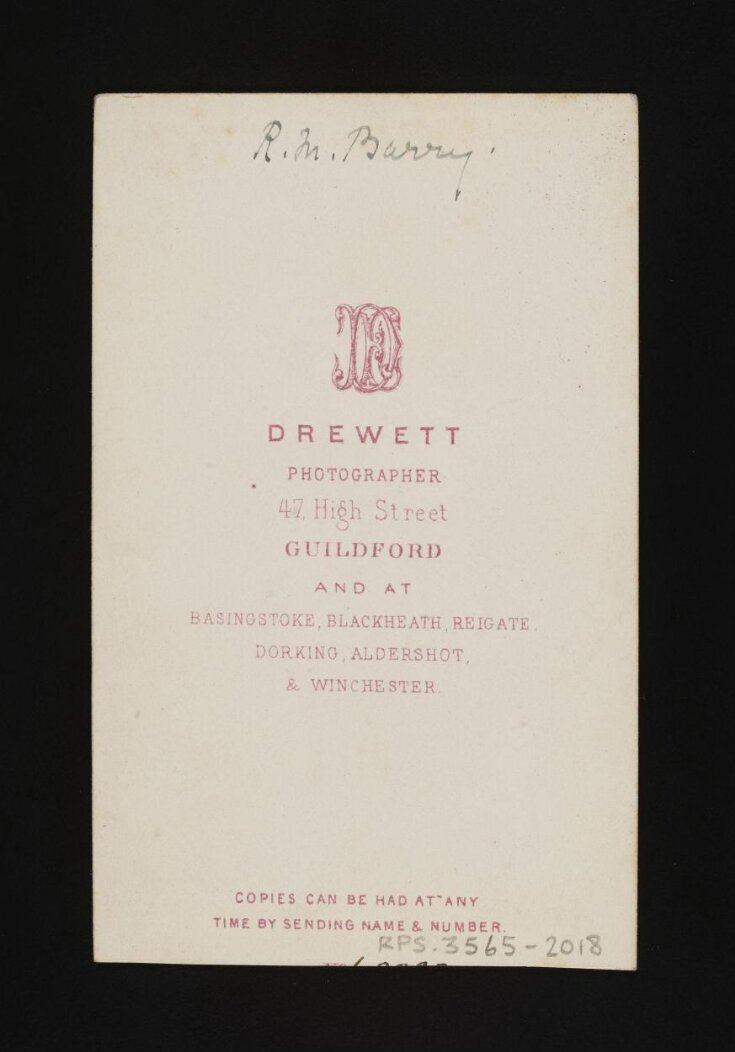 R. M. Barry.
DREWETT
PHOTOGRAPHER
47, High Street
GUILDFORD
AND AT
BASINGSTOKE, BLACKHEATH, REIGATE,
DORKING, ALDERSHOT,
& WINCHESTER.
COPIES CAN BE HAD AT ANY
TIME BY SENDING NAME & NUMBER.
RPS.3565-2018